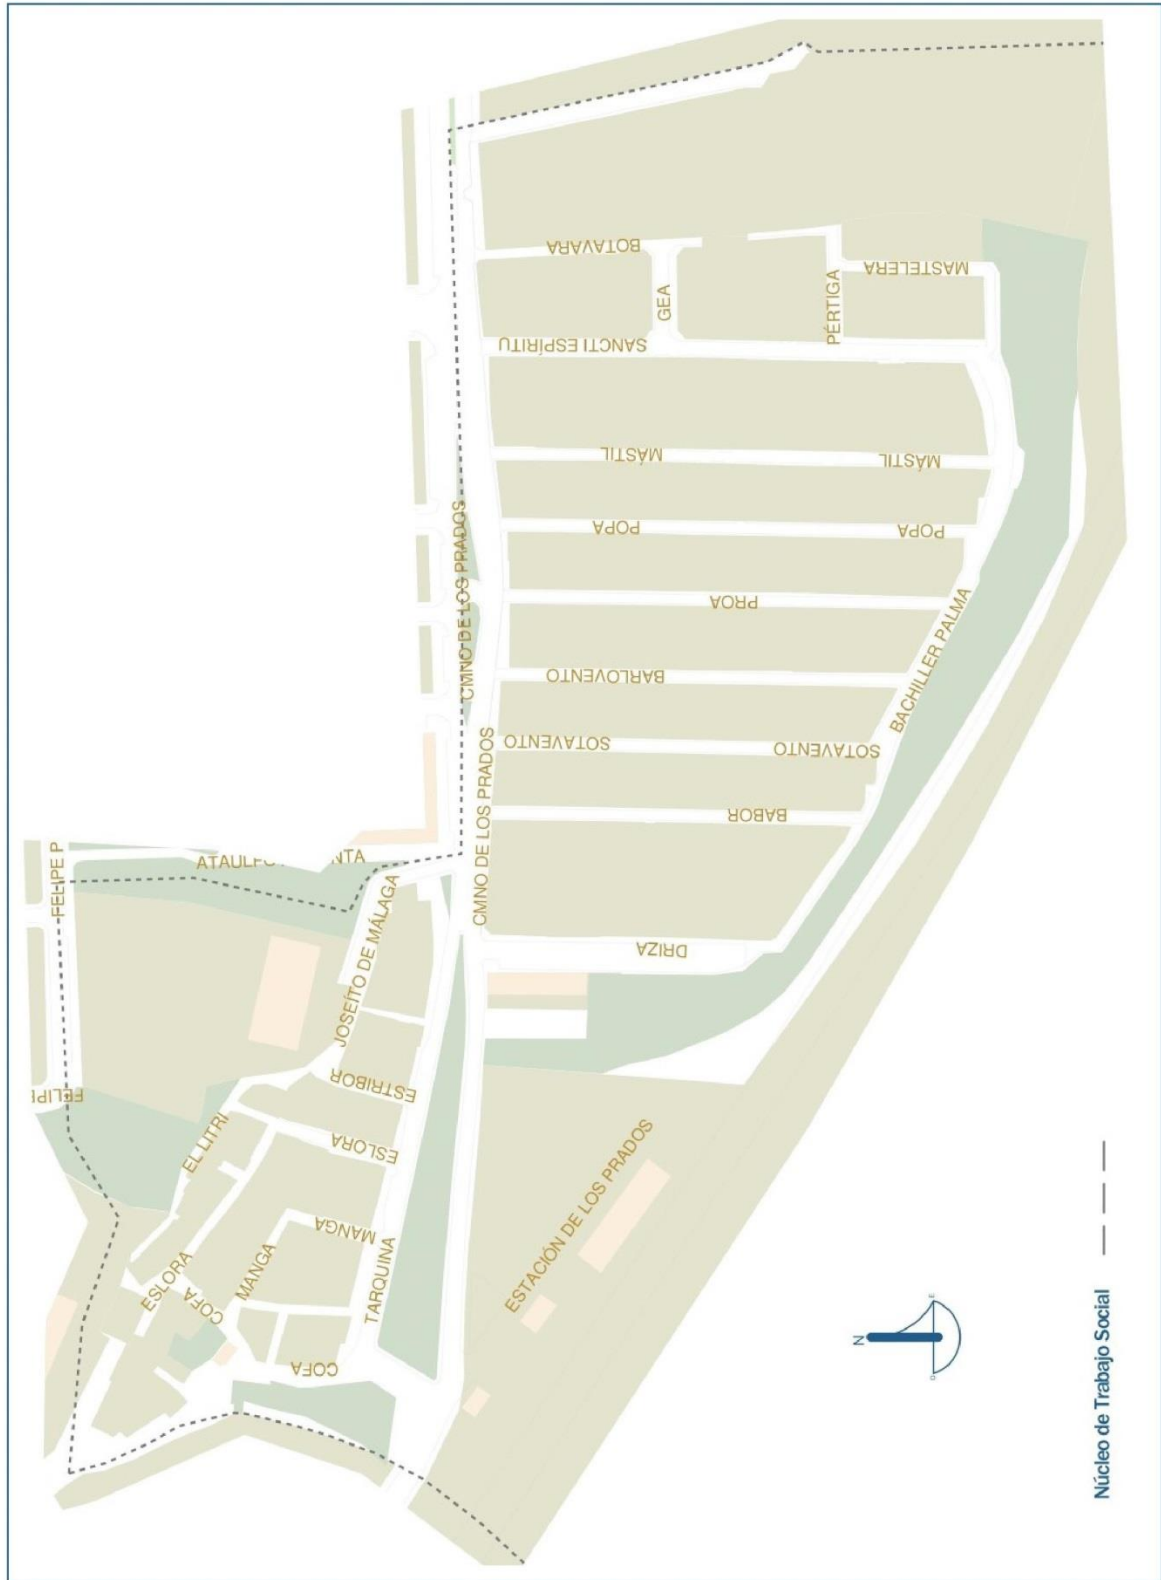 FELIPE P
ATAULF
NTA
FELIPE
JOSEÍTO DE MÁLAGA
EL LITRI
ESTRIBOR
ESLORA
MANGA
ESLORA
COFA
MANGA
TARQUINA
COFA
CMNO DE LOS PRADOS
CMNO DE LOS PRADOS
BOTAVARA
GEA
SANCTI ESPÍRITU
PÉRTIGA
MASTELERA
MÁSTIL
MÁSTIL
POPA
POPA
PROA
BARLOVENTO
SOTAVENTO
SOTAVENTO
BABOR
BACHILLER PALMA
DRIZA
ESTACIÓN DE LOS PRADOS
N
O
E
Núcleo de Trabajo Social